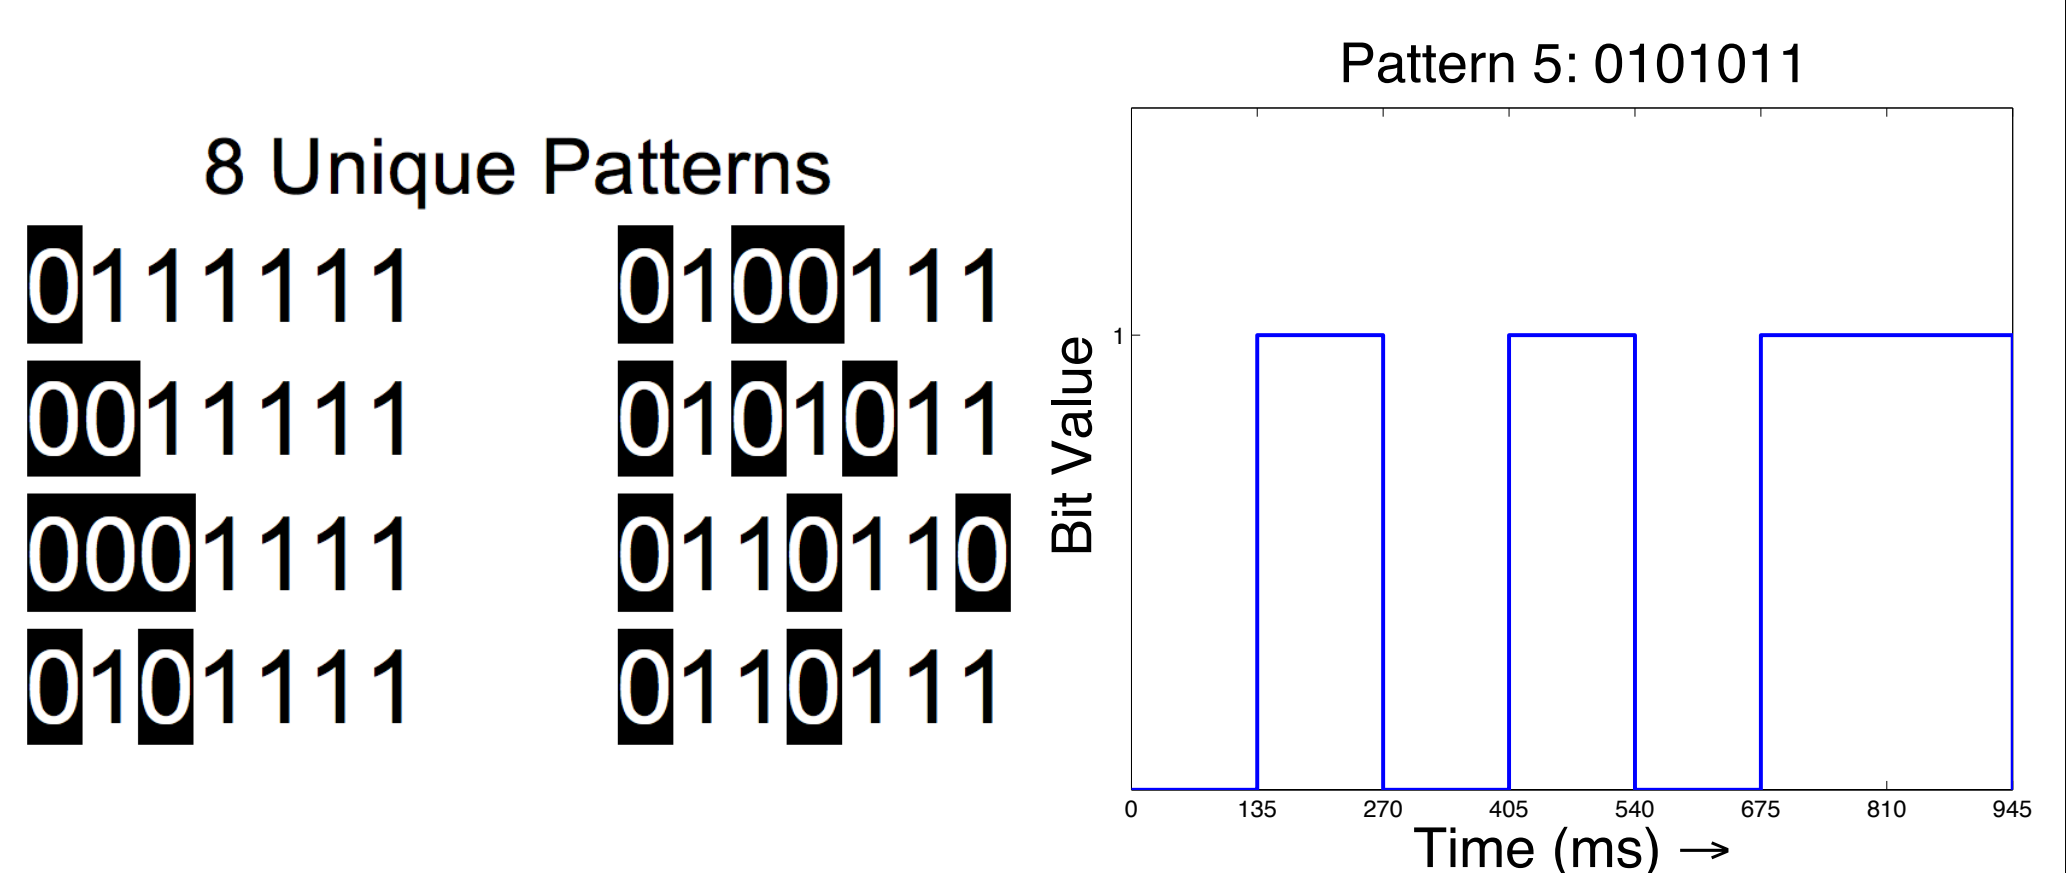 8 Unique Patterns
0111111
0011111
0001111
0101111
0100111
0101011
0110110
0110111
Pattern 5: 0101011
Bit Value
1
0 135 270 405 540 675 810 945
Time (ms) →